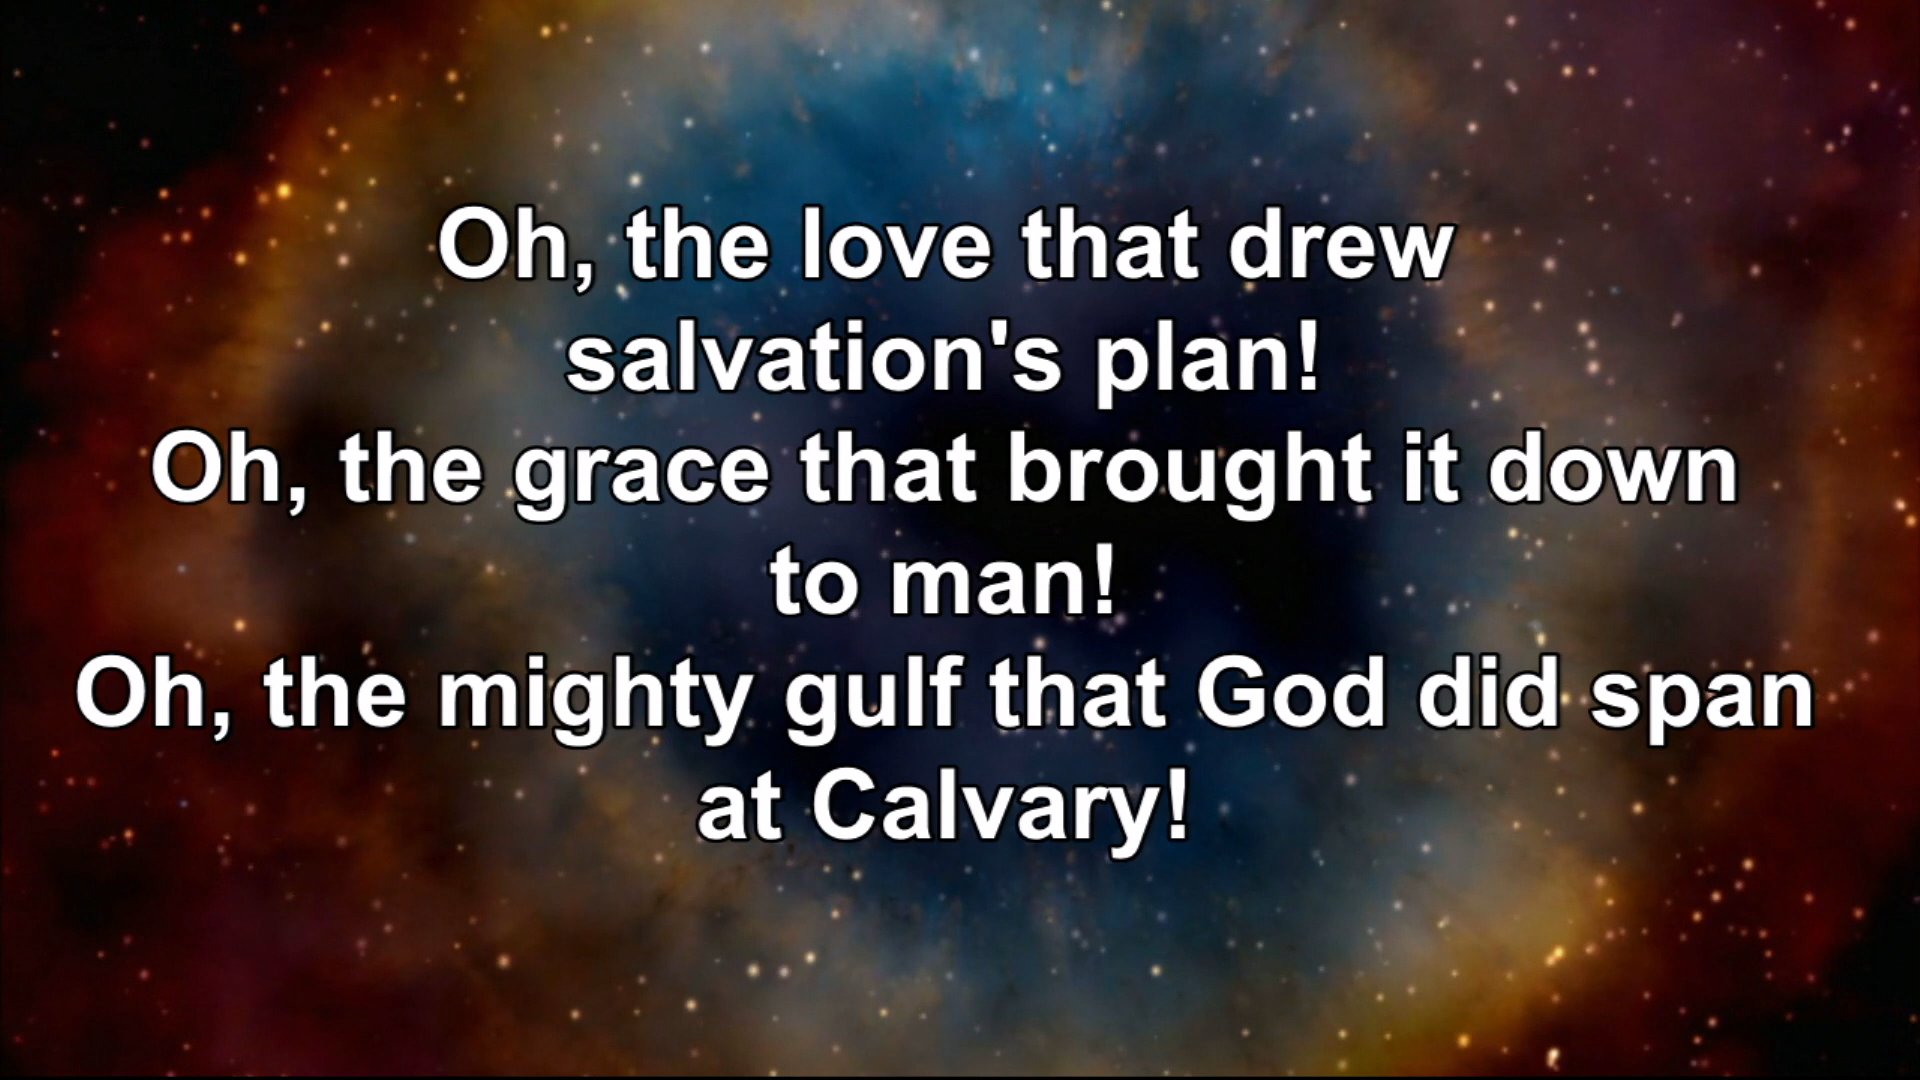 Oh, the love that drew
salvation's plan!
Oh, the grace that brought it down
to man!
Oh, the mighty gulf that God did span
at Calvary!